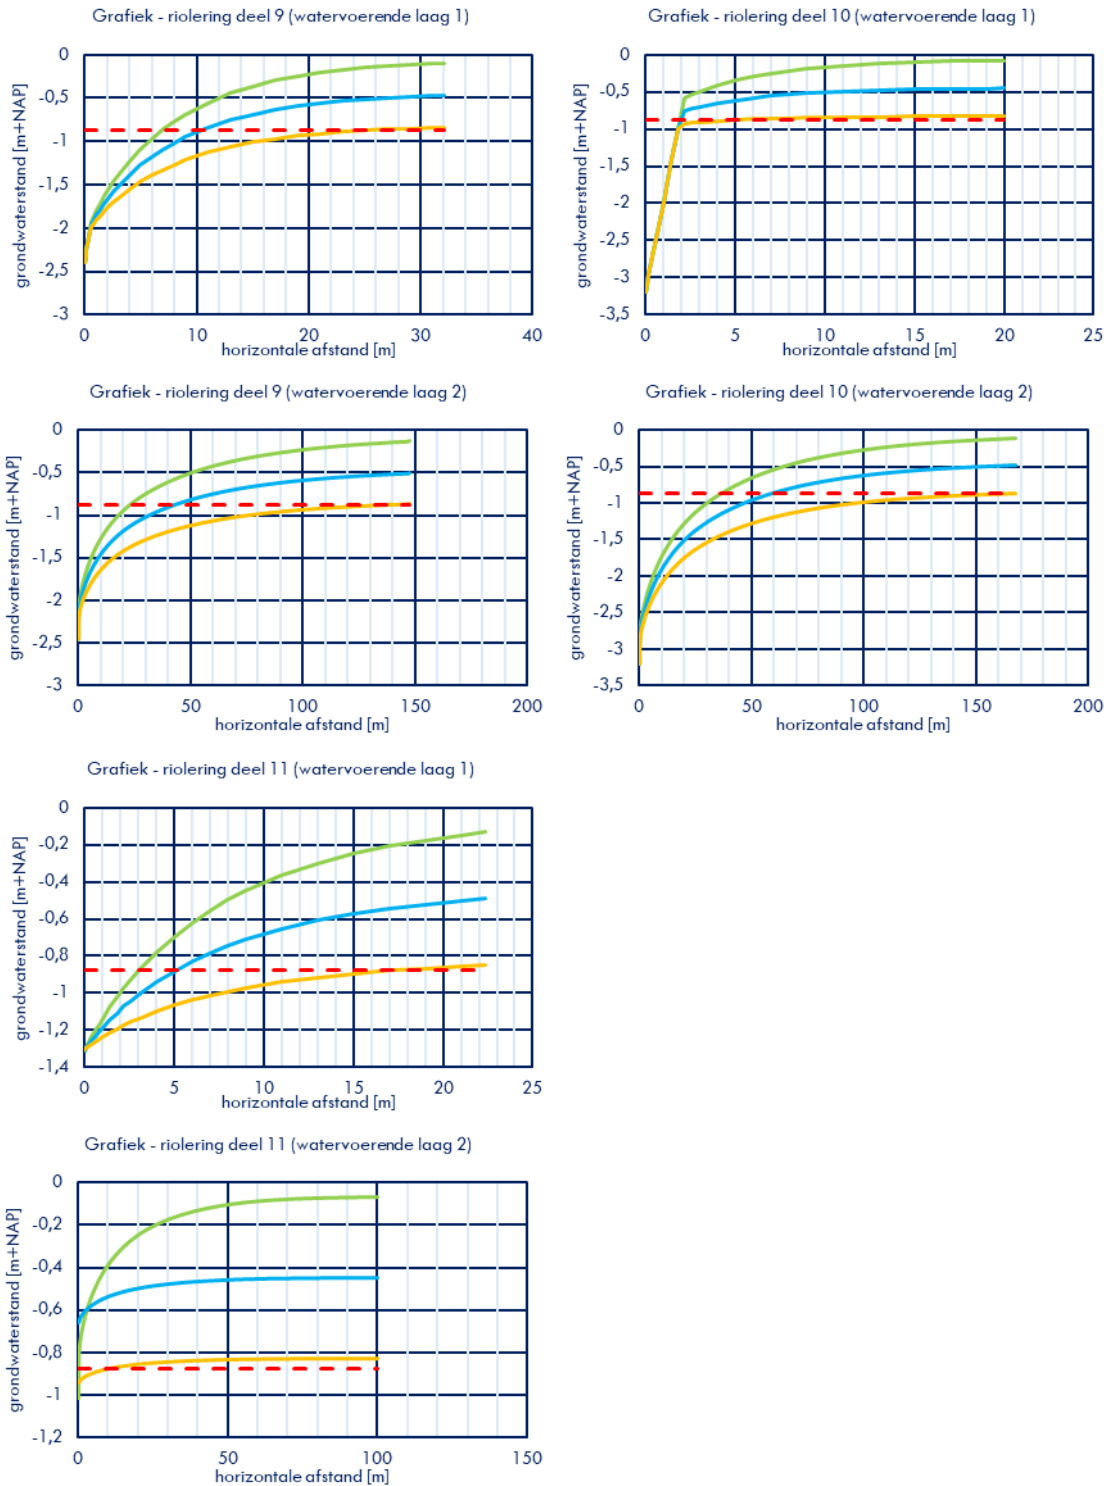 Grafiek - riolering deel 9 (watervoerende laag 1)
grondwaterstand [m+NAP]
0
-0,5
-1
-1,5
-2
-2,5
-3
0 10 20 30 40
horizontale afstand [m]
Grafiek - riolering deel 10 (watervoerende laag 1)
grondwaterstand [m+NAP]
0
-0,5
-1
-1,5
-2
-2,5
-3
-3,5
0 5 10 15 20 25
horizontale afstand [m]
Grafiek - riolering deel 9 (watervoerende laag 2)
grondwaterstand [m+NAP]
0
-0,5
-1
-1,5
-2
-2,5
-3
0 50 100 150 200
horizontale afstand [m]
Grafiek - riolering deel 10 (watervoerende laag 2)
grondwaterstand [m+NAP]
0
-0,5
-1
-1,5
-2
-2,5
-3
-3,5
0 50 100 150 200
horizontale afstand [m]
Grafiek - riolering deel 11 (watervoerende laag 1)
grondwaterstand [m+NAP]
0
-0,2
-0,4
-0,6
-0,8
-1
-1,2
-1,4
0 5 10 15 20 25
horizontale afstand [m]
Grafiek - riolering deel 11 (watervoerende laag 2)
grondwaterstand [m+NAP]
0
-0,2
-0,4
-0,6
-0,8
-1
-1,2
0 50 100 150
horizontale afstand [m]